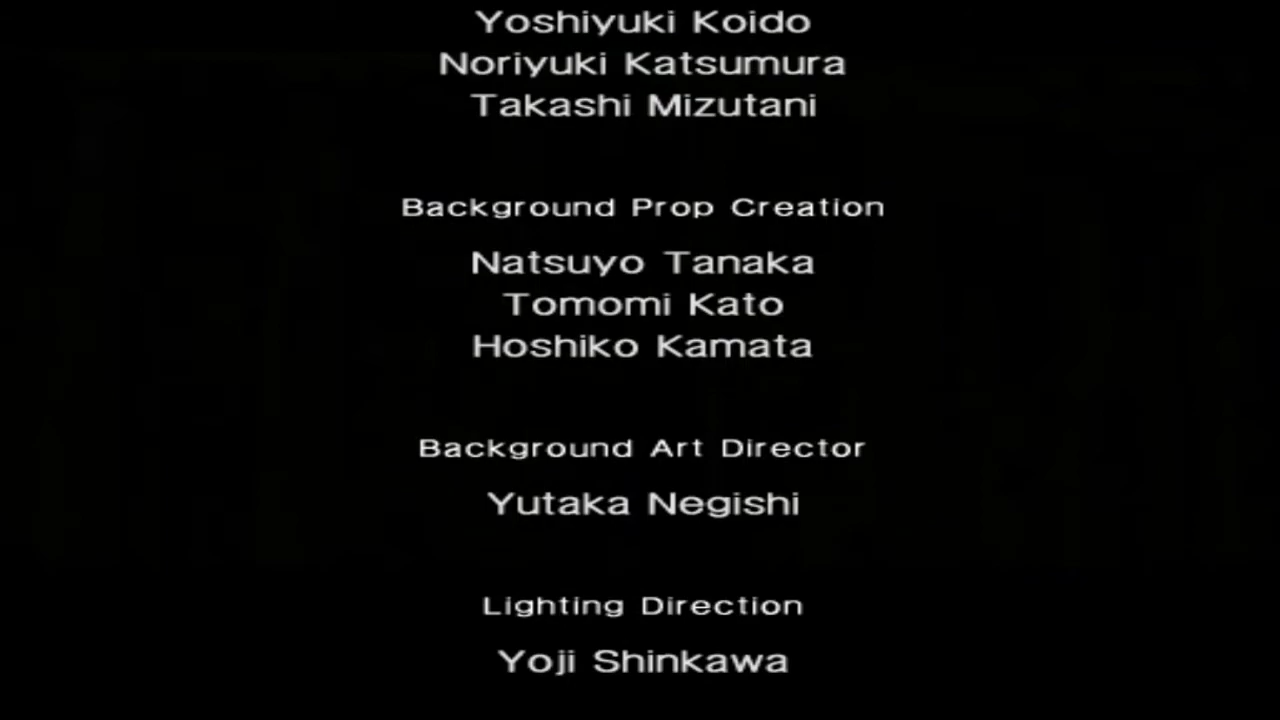 Yoshiyuki Koido
Noriyuki Katsumura
Takashi Mizutani
Background Prop Creation
Natsuyo Tanaka
Tomomi Kato
Hoshiko Kamata
Background Art Director
Yutaka Negishi
Lighting Direction
Yoji Shinkawa